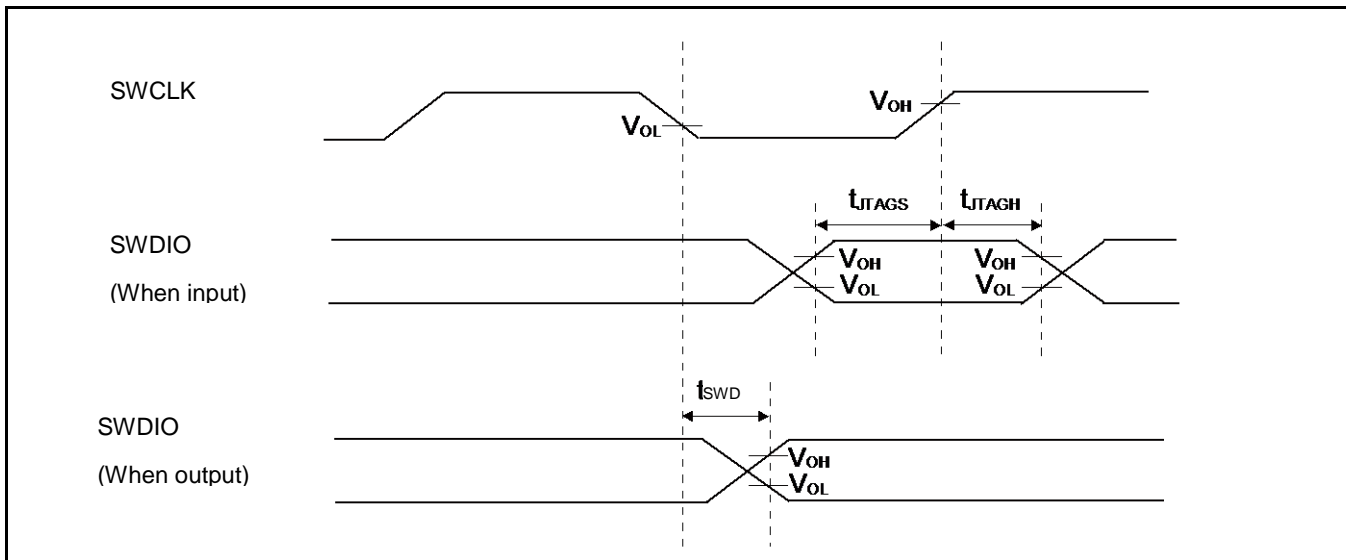 SWCLK
VOL
VOH
tJTAGS
tJTAGH
SWDIO
(When input)
VOH
VOL
VOH
VOL
tSWD
SWDIO
(When output)
VOH
VOL